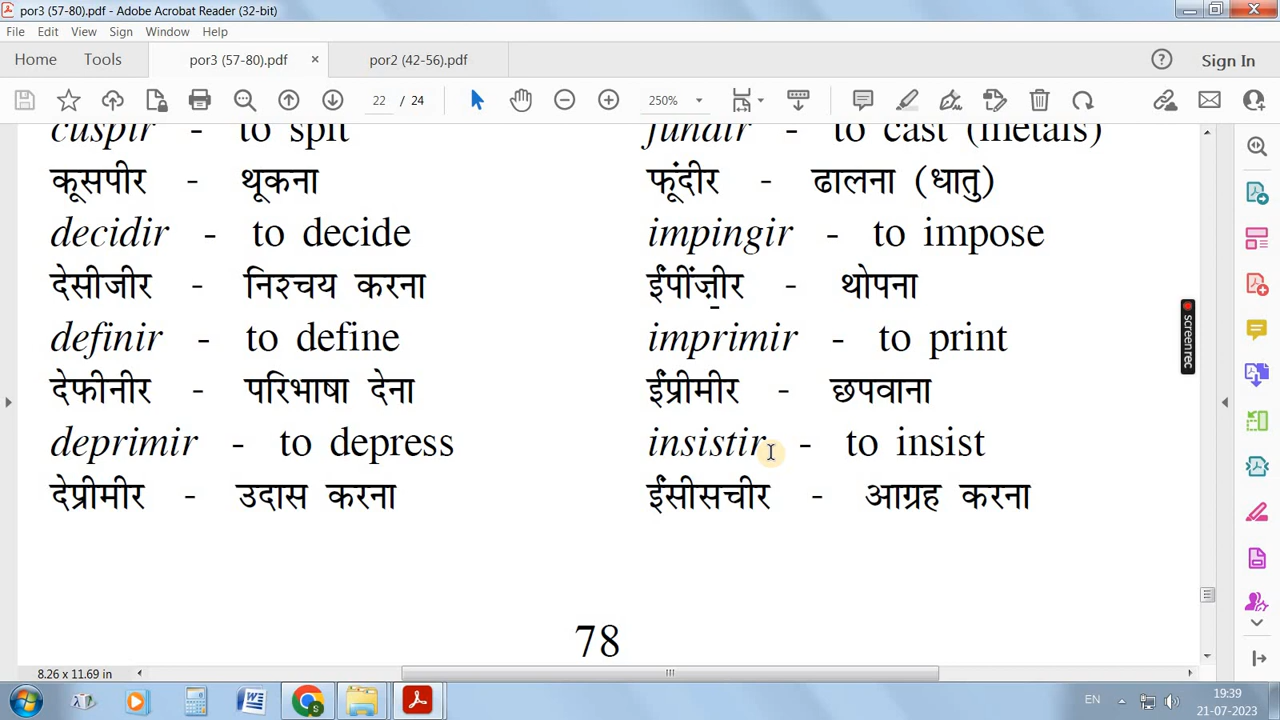 por3 (57-80).pdf - Adobe Acrobat Reader (32-bit)
File Edit View Sign Window Help
Home Tools por3 (57-80).pdf × por2 (42-56).pdf Sign In
22 / 24 250%
cuspir - to spit
कूसपीर - थूकना
decidir - to decide
देसीजीर - निश्चय करना
definir - to define
देफीनीर - परिभाषा देना
deprimir - to depress
देप्रीमीर - उदास करना
fundir - to cast (metals)
फूंदीर - ढालना (धातु)
impingir - to impose
ईंपींज़ीर - थोपना
imprimir - to print
ईंप्रीमीर - छपवाना
insistir - to insist
ईंसीसचीर - आग्रह करना
78
screenrec
8.26 x 11.69 in
EN 19:39
21-07-2023